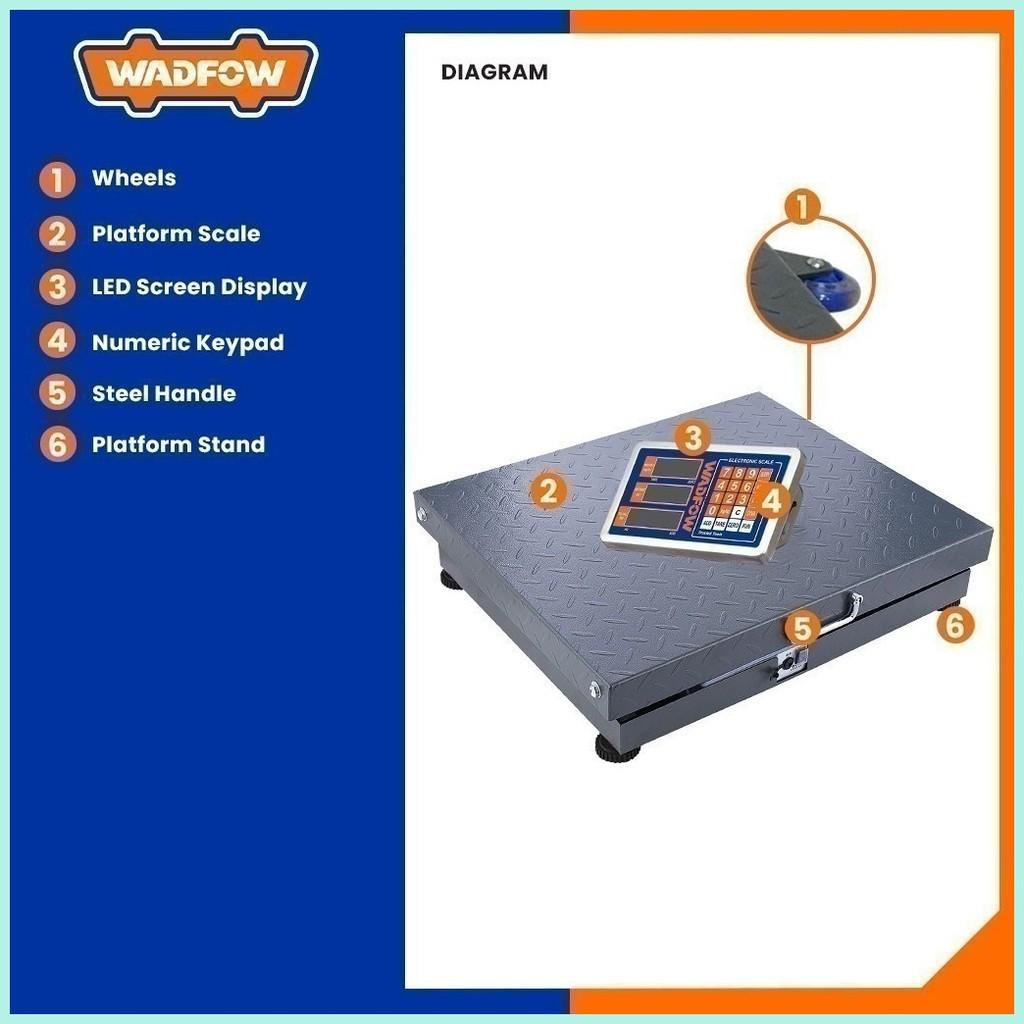 WADFOW
DIAGRAM
1 Wheels
2 Platform Scale
3 LED Screen Display
4 Numeric Keypad
5 Steel Handle
6 Platform Stand
1
2
3
4
5
6
ELECTRONIC SCALE
WADFOW
7 8 9
4 5 6
1 2 3
0 C
ADD TARE ZERO FUN